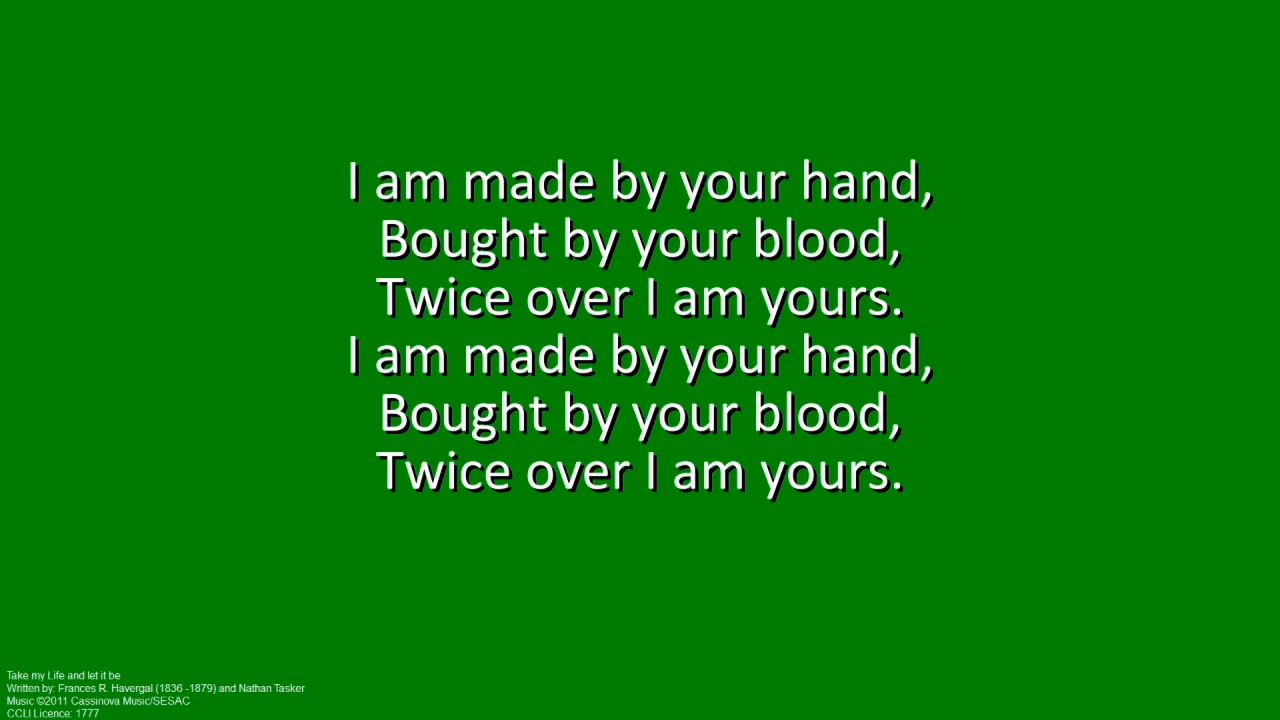 I am made by your hand,
Bought by your blood,
Twice over I am yours.
I am made by your hand,
Bought by your blood,
Twice over I am yours.
Take my Life and let it be
Written by: Frances R. Havergal (1836 -1879) and Nathan Tasker
Music ©2011 Cassinova Music/SESAC
CCLI Licence: 1777